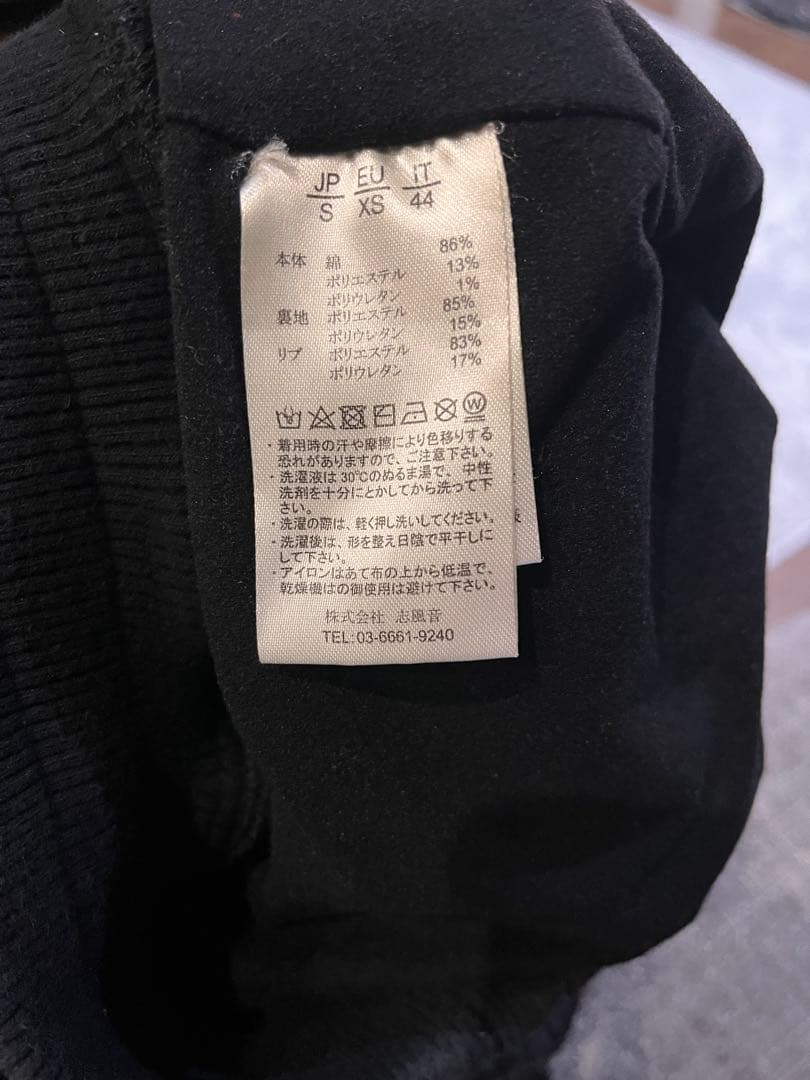 JP EU IT
S XS 44
本体 綿 86%
ポリエステル 13%
ポリウレタン 1%
裏地 ポリエステル 85%
ポリウレタン 15%
リブ ポリエステル 83%
ポリウレタン 17%
W
・着用時の汗や摩擦により色移りする
恐れがありますので、ご注意下さい。
・洗濯液は30℃のぬるま湯で、中性
洗剤を十分にとかしてから洗って下
さい。
・洗濯の際は、軽く押し洗いしてください。
・洗濯後は、形を整え日陰で平干しに
して下さい。
・アイロンはあて布の上から低温で、
乾燥機はの御使用は避けて下さい。
株式会社 志風音
TEL:03-6661-9240